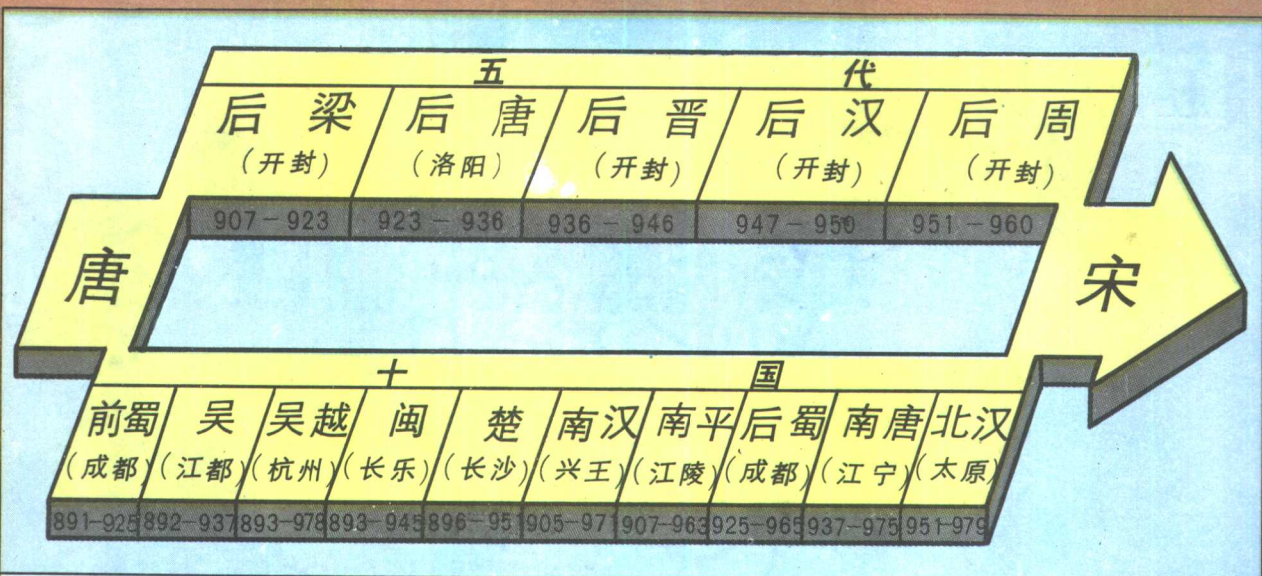 五 代
后梁 后唐 后晋 后汉 后周
(开封) (洛阳) (开封) (开封) (开封)
907-923 923-936 936-946 947-950 951-960
唐 宋
十 国
前蜀 吴 吴越 闽 楚 南汉 南平 后蜀 南唐 北汉
(成都) (江都) (杭州) (长乐) (长沙) (兴王) (江陵) (成都) (江宁) (太原)
891-925 892-937 893-978 893-945 896-951 905-971 907-963 925-965 937-975 951-979